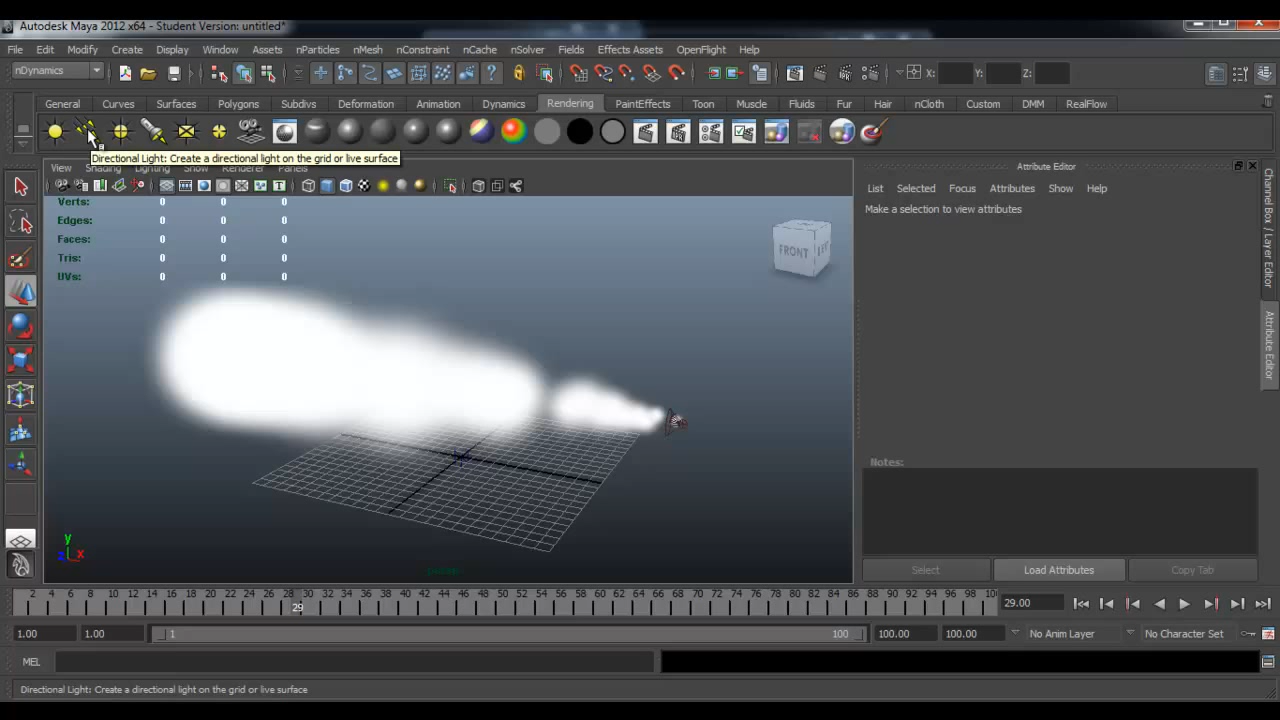 Autodesk Maya 2012 x64 - Student Version: untitled*
File Edit Modify Create Display Window Assets nParticles nMesh nConstraint nCache nSolver Fields Effects Assets OpenFlight Help
nDynamics X: Y: Z:
General Curves Surfaces Polygons Subdivs Deformation Animation Dynamics Rendering PaintEffects Toon Muscle Fluids Fur Hair nCloth Custom DMM RealFlow
Directional Light: Create a directional light on the grid or live surface
View Shading Lighting Show Renderer Panels
Attribute Editor
List Selected Focus Attributes Show Help
Make a selection to view attributes
Verts: 0 0 0
Edges: 0 0 0
Faces: 0 0 0
Tris: 0 0 0
UVs: 0 0 0
FRONT LEFT
Channel Box / Layer Editor
Attribute Editor
y
z x
persp
Notes:
Select Load Attributes Copy Tab
2 4 6 8 10 12 14 16 18 20 22 24 26 28 30 32 34 36 38 40 42 44 46 48 50 52 54 56 58 60 62 64 66 68 70 72 74 76 78 80 82 84 86 88 90 92 94 96 98 10
29
29.00
1.00 1.00 1 100 100.00 100.00 No Anim Layer No Character Set
MEL
Directional Light: Create a directional light on the grid or live surface